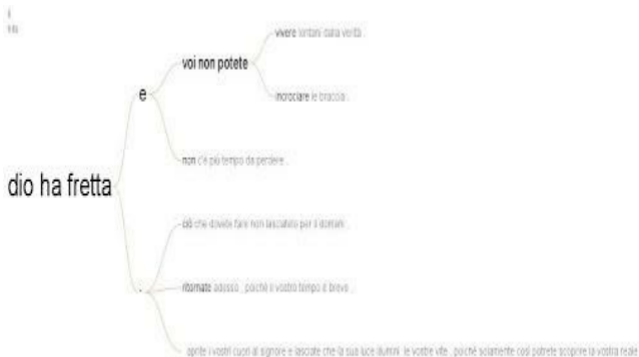 vivere lontani dalla verità .
voi non potete
e
incrociare le braccia .
non c'è più tempo da perdere .
dio ha fretta
ciò che dovete fare non lasciatelo per il domani .
.
ritornate adesso , poichè il vostro tempo è breve .
aprite i vostri cuori al signore e lasciate che la sua luce illumini le vostre vite , poichè solamente così potrete scoprire la vostra reale